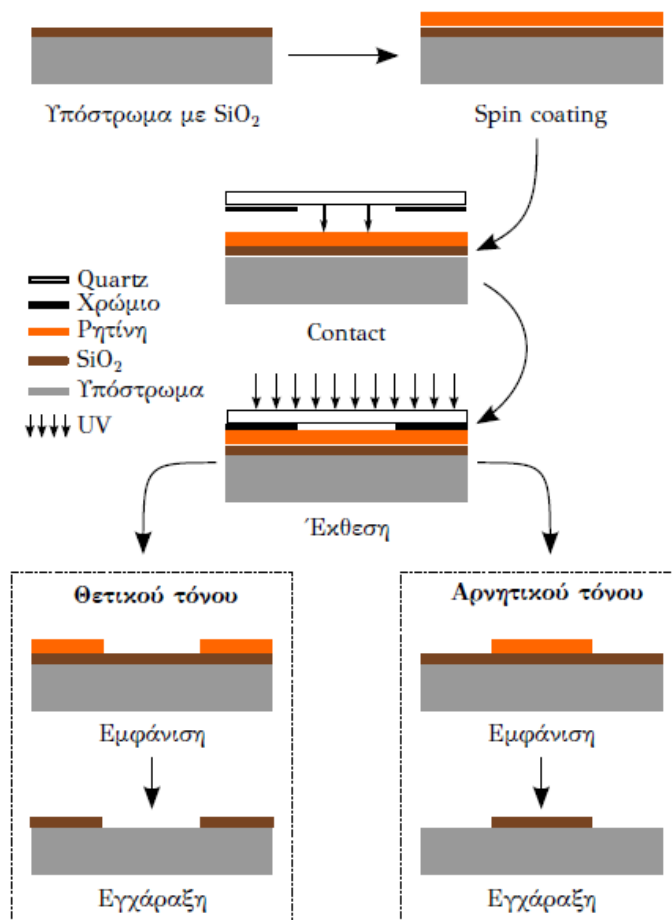 Υπόστρωμα με SiO₂
Spin coating
Quartz
Χρώμιο
Ρητίνη
SiO₂
Υπόστρωμα
UV
Contact
Έκθεση
Θετικού τόνου
Αρνητικού τόνου
Εμφάνιση
Εμφάνιση
Εγχάραξη
Εγχάραξη